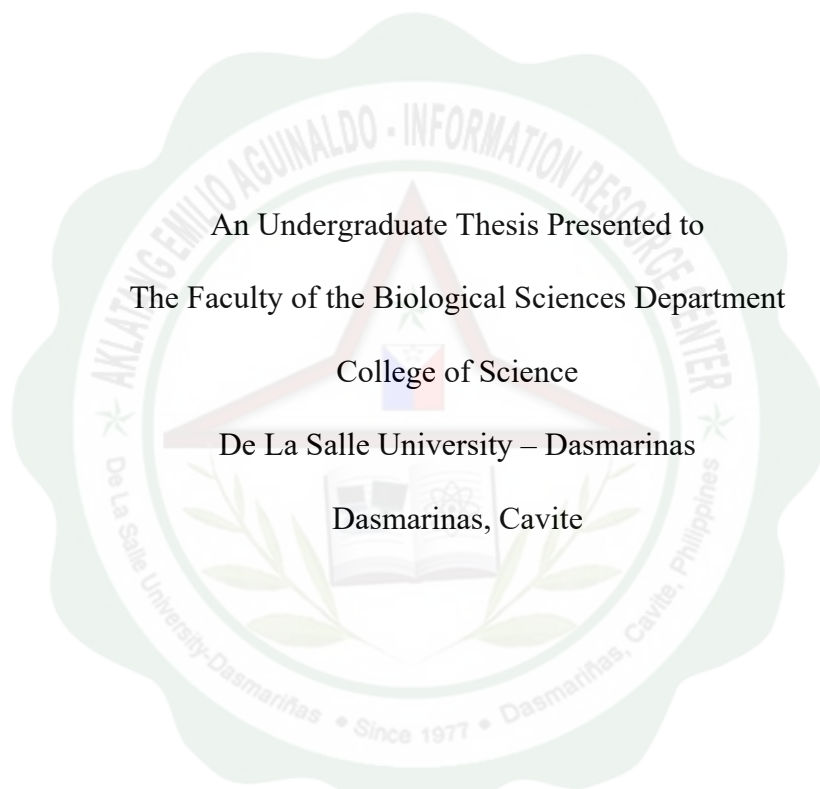 AKLATANG EMILIO AGUINALDO - INFORMATION RESOURCE CENTER
An Undergraduate Thesis Presented to
The Faculty of the Biological Sciences Department
College of Science
De La Salle University – Dasmarinas
Dasmarinas, Cavite
De La Salle University-Dasmariñas • Since 1977 • Dasmariñas, Cavite, Philippines